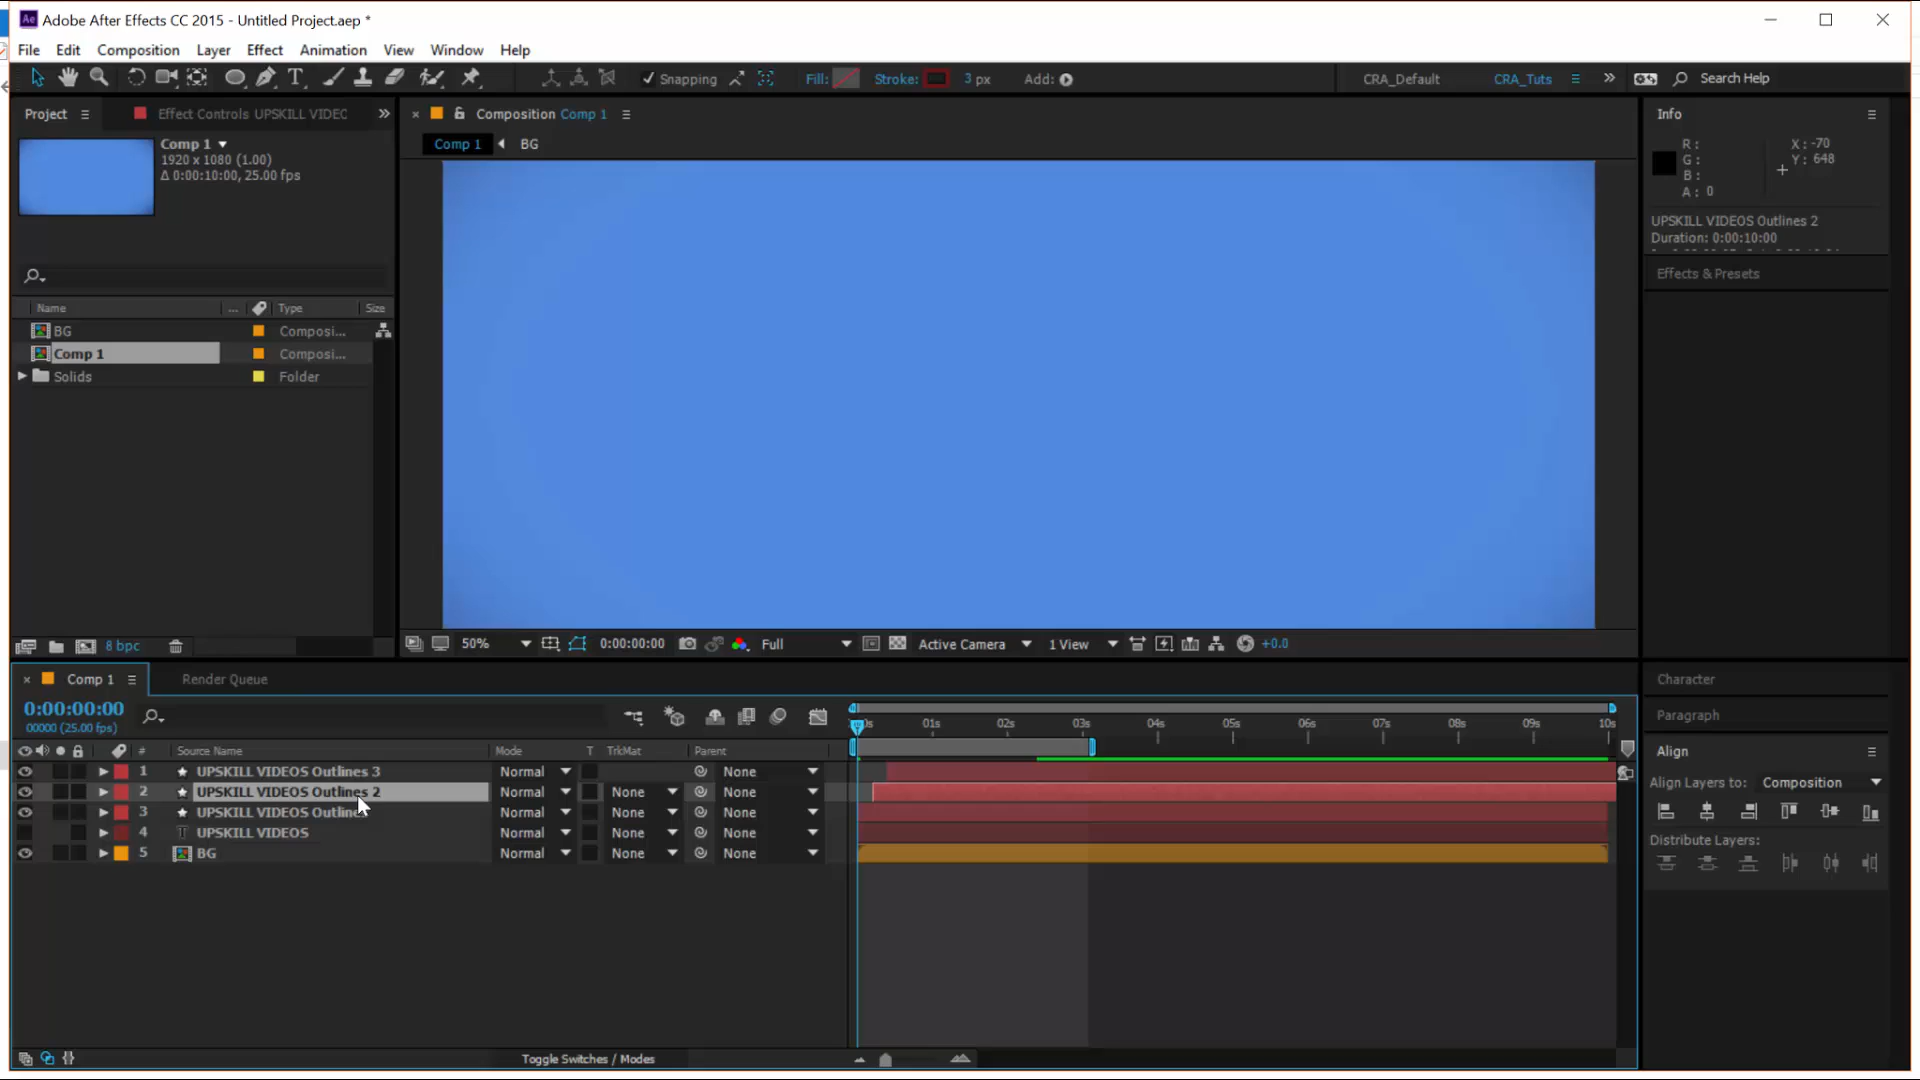 Adobe After Effects CC 2015 - Untitled Project.aep *
File Edit Composition Layer Effect Animation View Window Help
Snapping Fill: Stroke: 3 px Add: CRA_Default CRA_Tuts Search Help
Project Effect Controls UPSKILL VIDEC Composition Comp 1 Info
Comp 1 1920 x 1080 (1.00) Δ 0:00:10:00, 25.00 fps
Comp 1 BG
R: X: -70
G: Y: 648
B:
A: 0
UPSKILL VIDEOS Outlines 2
Duration: 0:00:10:00
Effects & Presets
Name ... Type Size
BG Composi...
Comp 1 Composi...
Solids Folder
8 bpc
50% 0:00:00:00 Full Active Camera 1 View +0.0
Comp 1 Render Queue
0:00:00:00
00000 (25.00 fps)
01s 02s 03s 04s 05s 06s 07s 08s 09s 10s
# Source Name Mode T TrkMat Parent
1 UPSKILL VIDEOS Outlines 3 Normal None
2 UPSKILL VIDEOS Outlines 2 Normal None None
3 UPSKILL VIDEOS Normal None None
4 T UPSKILL VIDEOS Normal None None
5 BG Normal None None
Toggle Switches / Modes
Character
Paragraph
Align
Align Layers to: Composition
Distribute Layers: